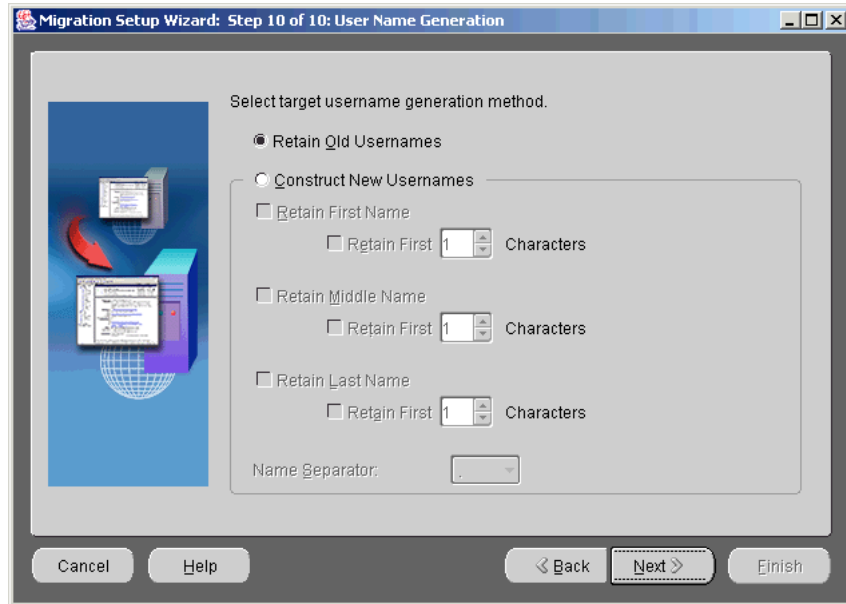 Migration Setup Wizard: Step 10 of 10: User Name Generation
Select target username generation method.
Retain Old Usernames
Construct New Usernames
Retain First Name
Retain First 1 Characters
Retain Middle Name
Retain First 1 Characters
Retain Last Name
Retain First 1 Characters
Name Separator: .
Cancel Help Back Next Finish